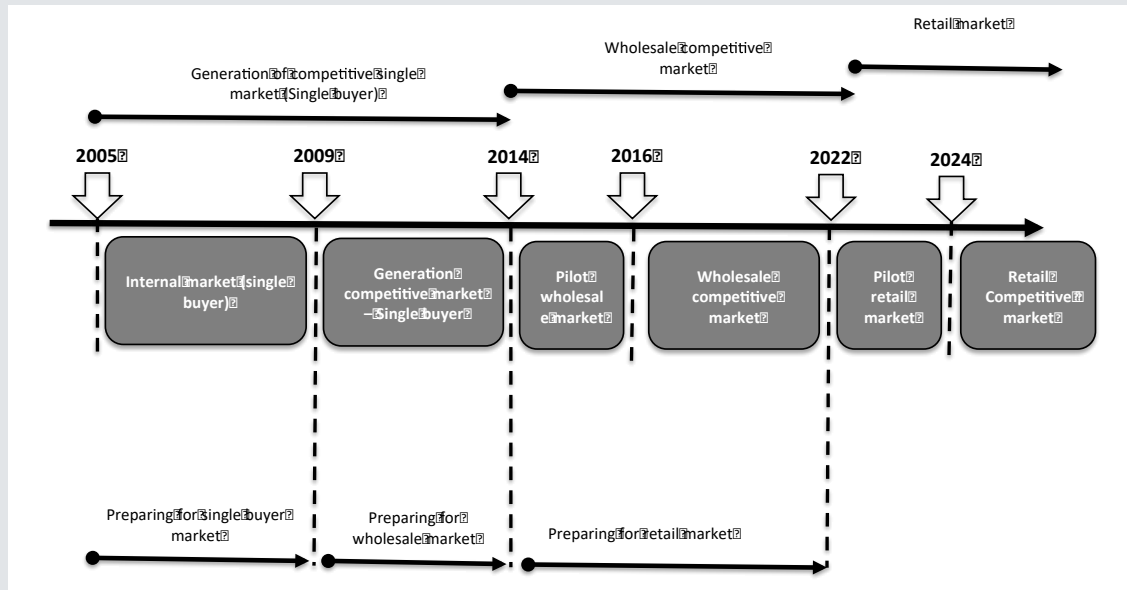 Retail market
Wholesale competitive
market
Generation of competitive single
market (Single buyer)
2005
2009
2014
2016
2022
2024
Internal market (single
buyer)
Generation
competitive market
– Single buyer
Pilot
wholesal
e market
Wholesale
competitive
market
Pilot
retail
market
Retail
Competitive
market
Preparing for single buyer
market
Preparing for
wholesale market
Preparing for retail market